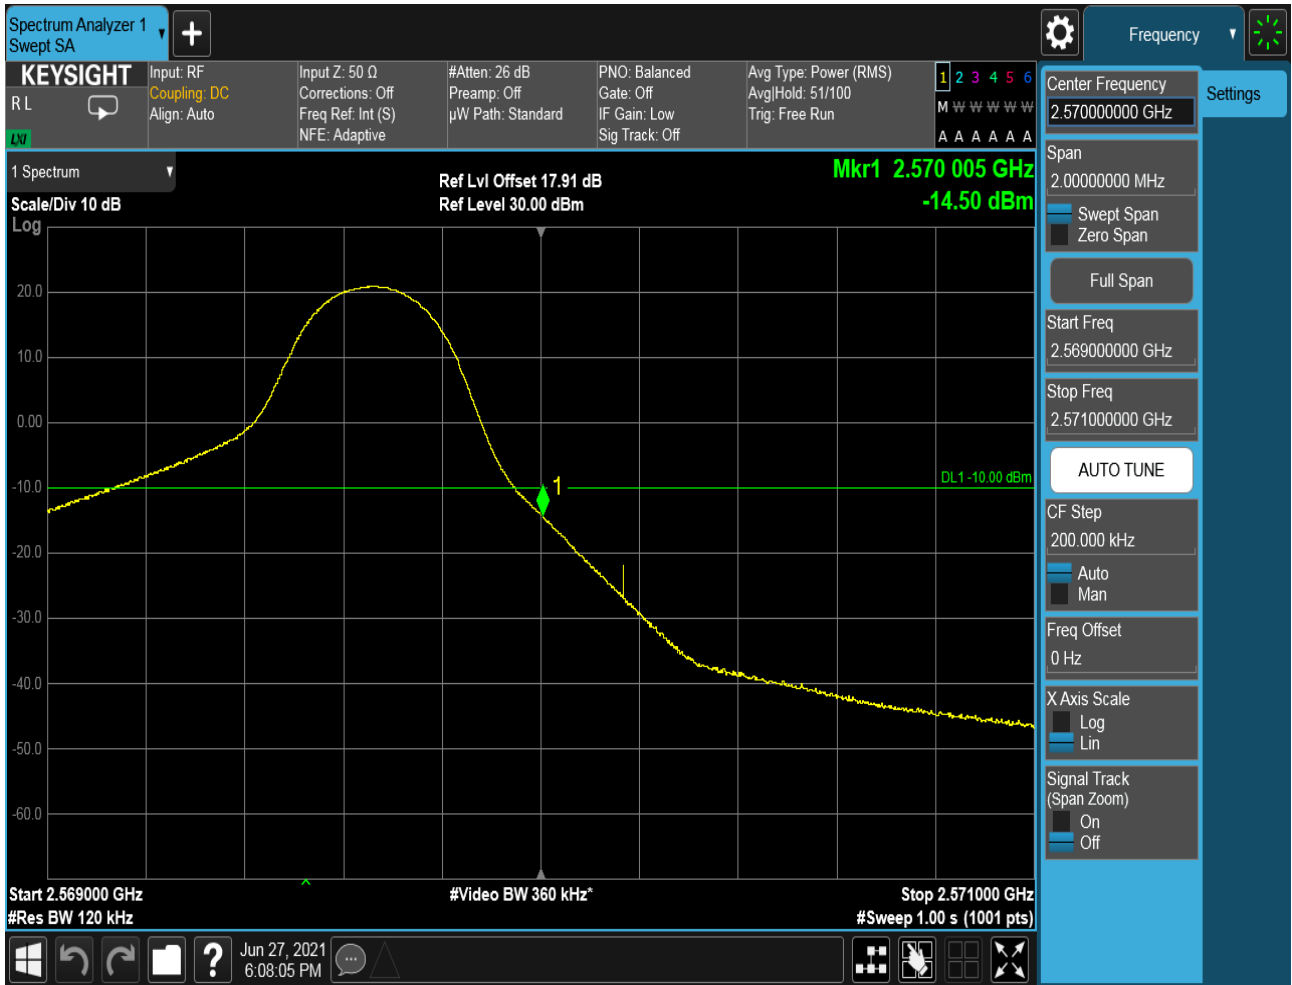 Spectrum Analyzer 1
Swept SA
Frequency
KEYSIGHT
R L
LXI
Input: RF
Coupling: DC
Align: Auto
Input Z: 50 Ω
Corrections: Off
Freq Ref: Int (S)
NFE: Adaptive
#Atten: 26 dB
Preamp: Off
µW Path: Standard
PNO: Balanced
Gate: Off
IF Gain: Low
Sig Track: Off
Avg Type: Power (RMS)
Avg|Hold: 51/100
Trig: Free Run
1 2 3 4 5 6
M W W W W W
A A A A A A
1 Spectrum
Scale/Div 10 dB
Log
Ref Lvl Offset 17.91 dB
Ref Level 30.00 dBm
Mkr1 2.570 005 GHz
-14.50 dBm
20.0
10.0
0.00
-10.0
-20.0
-30.0
-40.0
-50.0
-60.0
DL1 -10.00 dBm
1
Start 2.569000 GHz
#Res BW 120 kHz
#Video BW 360 kHz*
Stop 2.571000 GHz
#Sweep 1.00 s (1001 pts)
Jun 27, 2021
6:08:05 PM
?
Center Frequency
2.570000000 GHz
Settings
Span
2.00000000 MHz
Swept Span
Zero Span
Full Span
Start Freq
2.569000000 GHz
Stop Freq
2.571000000 GHz
AUTO TUNE
CF Step
200.000 kHz
Auto
Man
Freq Offset
0 Hz
X Axis Scale
Log
Lin
Signal Track
(Span Zoom)
On
Off